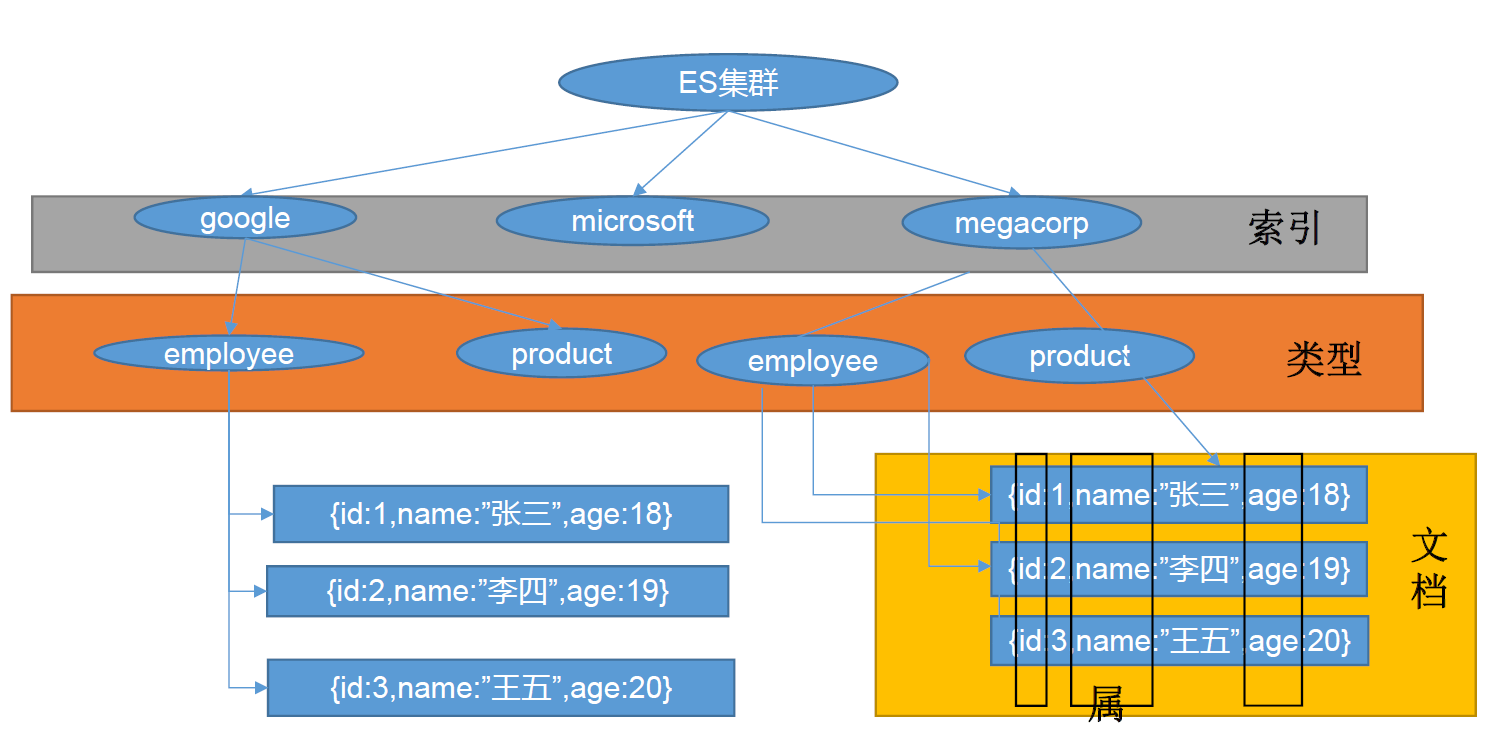 ES集群
google
microsoft
megacorp
索引
employee
product
employee
product
类型
{id:1,name:”张三”,age:18}
{id:2,name:”李四”,age:19}
{id:3,name:”王五”,age:20}
{id:1,name:”张三”,age:18}
{id:2,name:”李四”,age:19}
{id:3,name:”王五”,age:20}
文
档
属